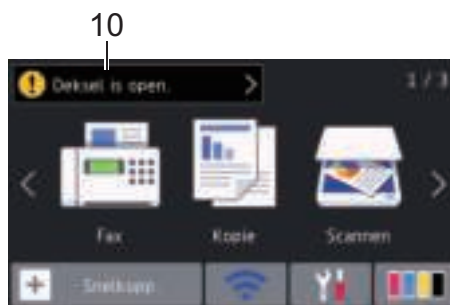 10
Deksel is open.
1 / 3
Fax Kopie Scannen
Snelkopp